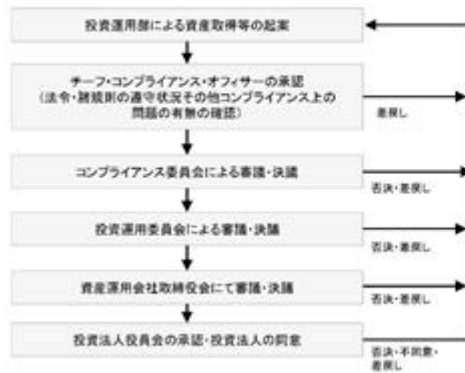 投資運用部による資産取得等の起案
チーフ・コンプライアンス・オフィサーの承認
(法令・諸規則の遵守状況その他コンプライアンス上の
問題の有無の確認)
差戻し
コンプライアンス委員会による審議・決議
否決・差戻し
投資運用委員会による審議・決議
否決・差戻し
資産運用会社取締役会にて審議・決議
否決・差戻し
投資法人役員会の承認・投資法人の同意
否決・不同意・
差戻し